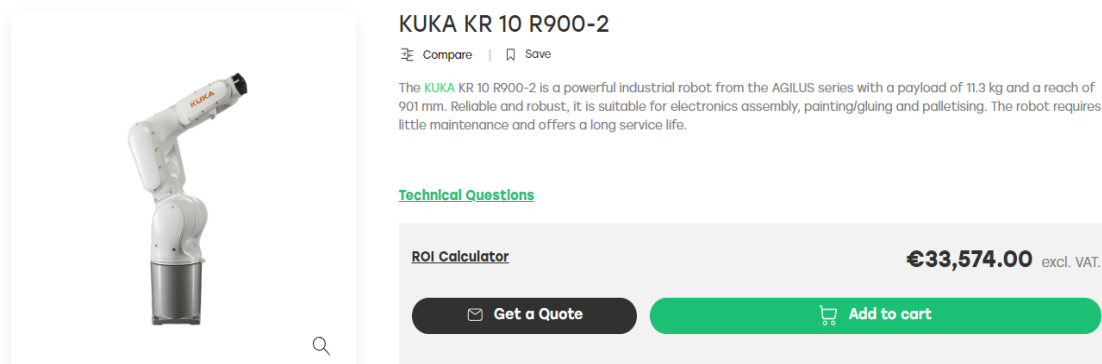 KUKA KR 10 R900-2
Compare | Save
The KUKA KR 10 R900-2 is a powerful industrial robot from the AGILUS series with a payload of 11.3 kg and a reach of
901 mm. Reliable and robust, it is suitable for electronics assembly, painting/gluing and palletising. The robot requires
little maintenance and offers a long service life.
KUKA
Technical Questions
ROI Calculator
€33,574.00 excl. VAT.
Get a Quote
Add to cart